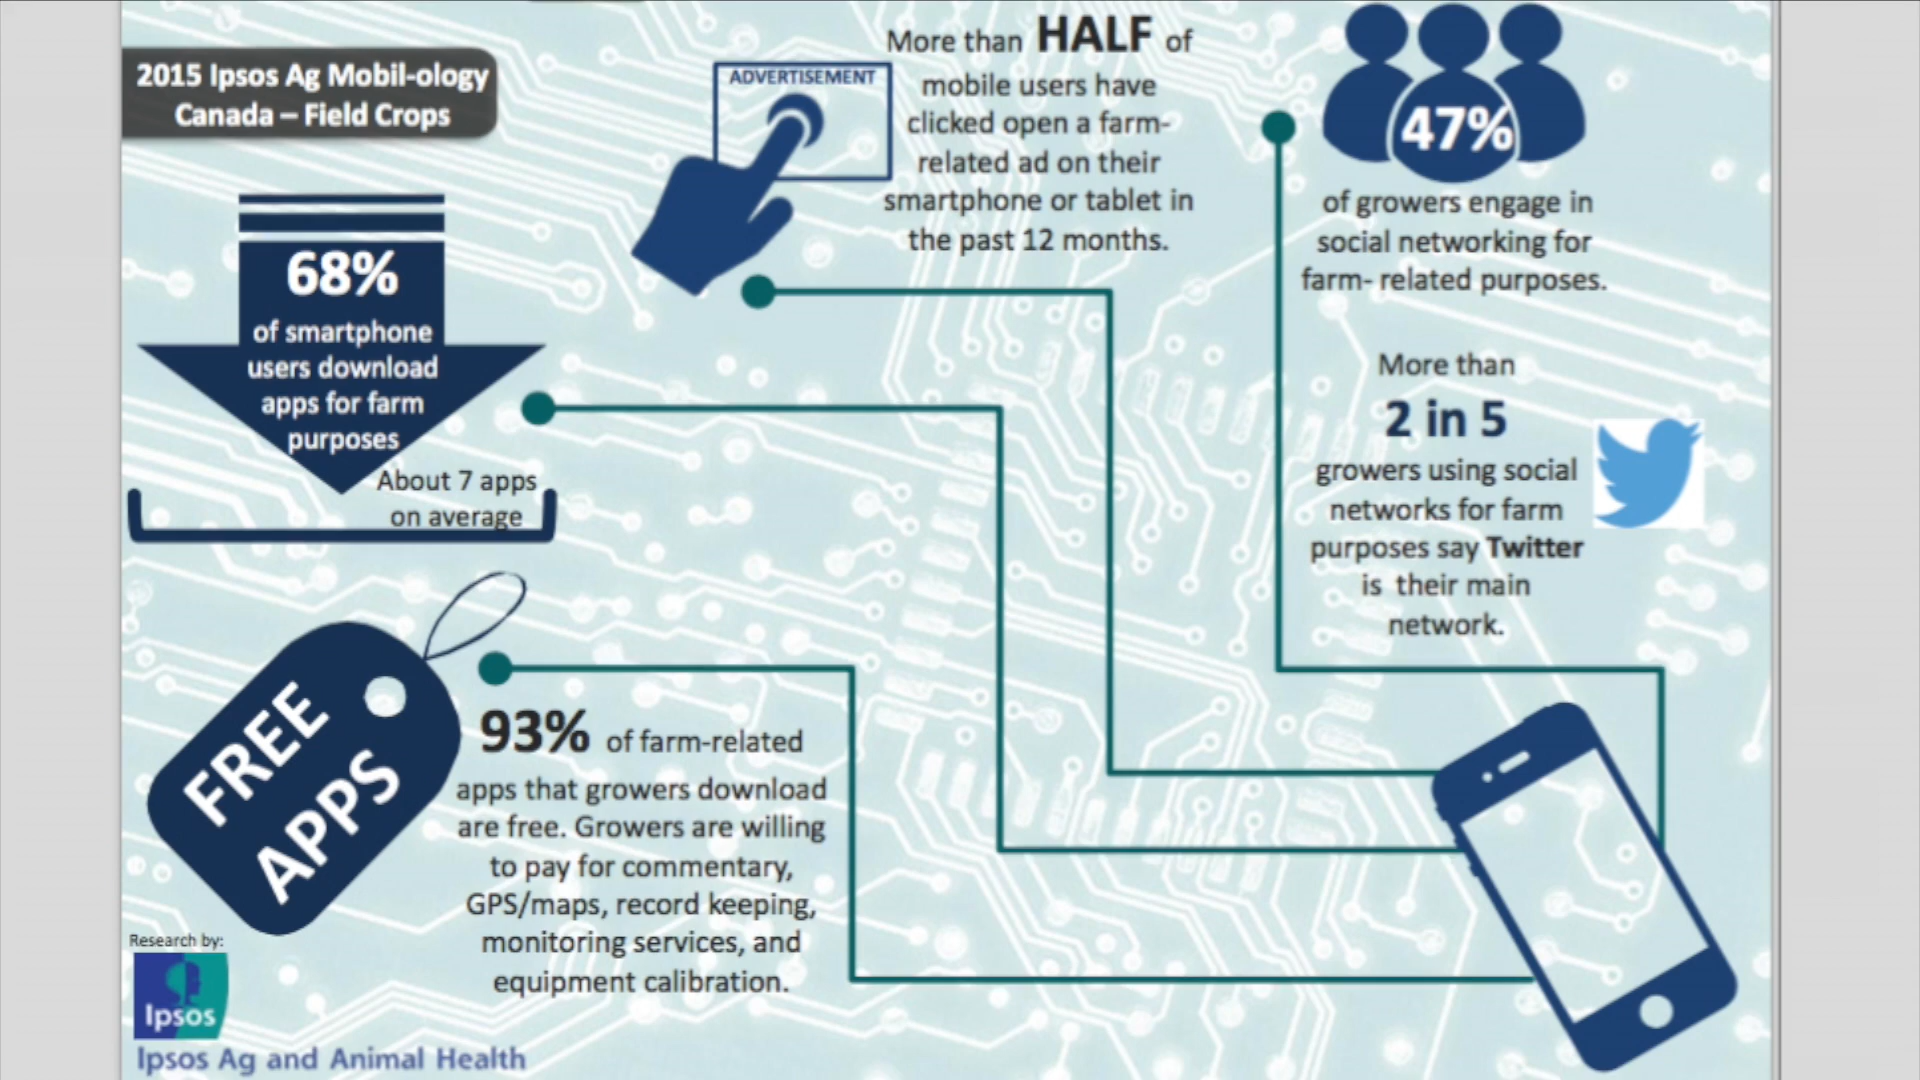 2015 Ipsos Ag Mobil-ology
Canada – Field Crops
68%
of smartphone
users download
apps for farm
purposes
About 7 apps
on average
ADVERTISEMENT
More than HALF of
mobile users have
clicked open a farm-
related ad on their
smartphone or tablet in
the past 12 months.
47%
of growers engage in
social networking for
farm- related purposes.
More than
2 in 5
growers using social
networks for farm
purposes say Twitter
is their main
network.
FREE
APPS
93% of farm-related
apps that growers download
are free. Growers are willing
to pay for commentary,
GPS/maps, record keeping,
monitoring services, and
equipment calibration.
Research by:
Ipsos
Ipsos Ag and Animal Health